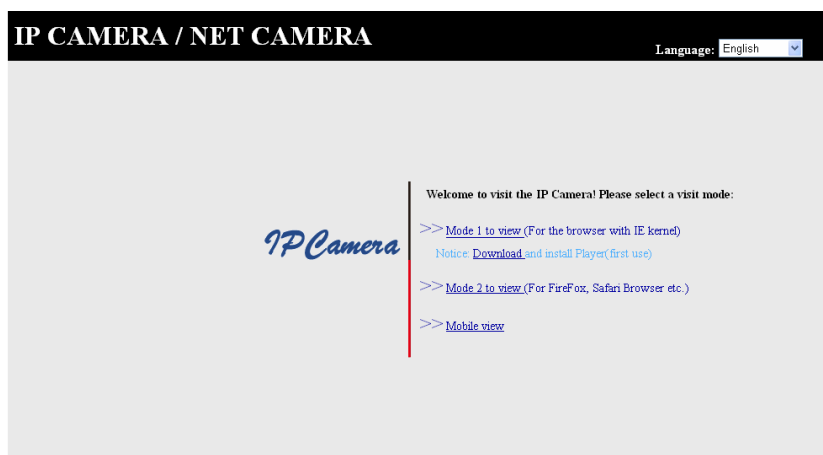 IP CAMERA / NET CAMERA
Language: English
Welcome to visit the IP Camera! Please select a visit mode:
IPCamera
>> Mode 1 to view (For the browser with IE kernel)
Notice: Download and install Player(first use)
>> Mode 2 to view (For FireFox, Safari Browser etc.)
>> Mobile view